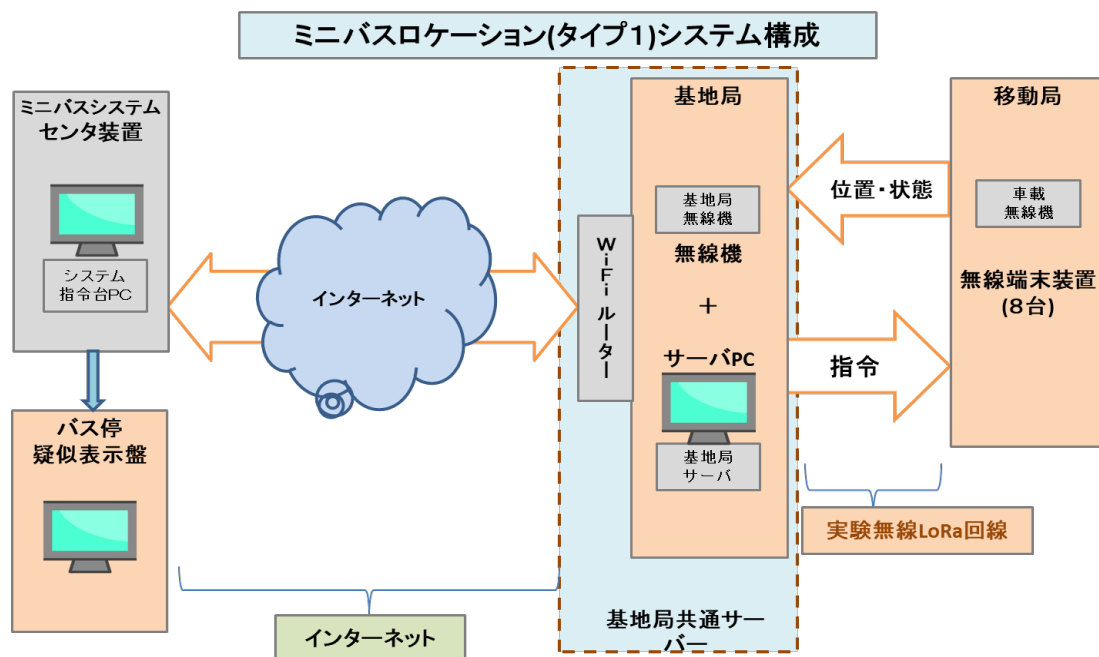 ミニバスロケーション(タイプ1)システム構成
ミニバスシステム
センタ装置
システム
指令台PC
バス停
疑似表示盤
インターネット
インターネット
WiFiルーター
基地局
基地局
無線機
無線機
+
サーバPC
基地局
サーバ
基地局共通サー
バー
位置・状態
指令
実験無線LoRa回線
移動局
車載
無線機
無線端末装置
(8台)